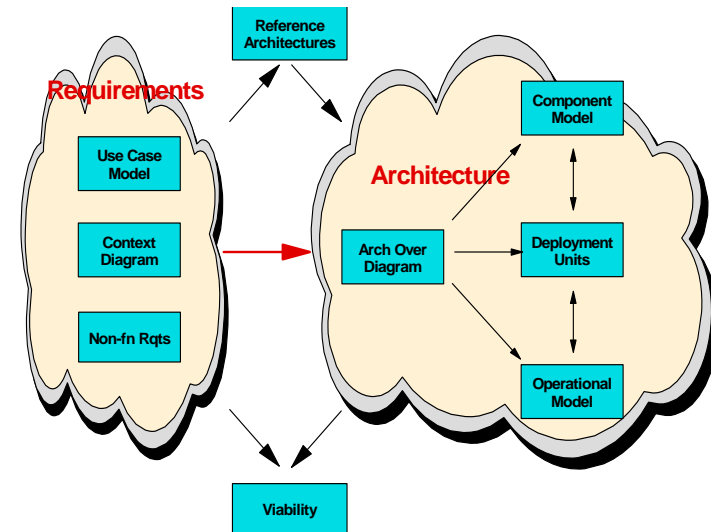 Reference
Architectures
Requirements
Component
Model
Use Case
Model
Architecture
Context
Diagram
Arch Over
Diagram
Deployment
Units
Non-fn Rqts
Operational
Model
Viability